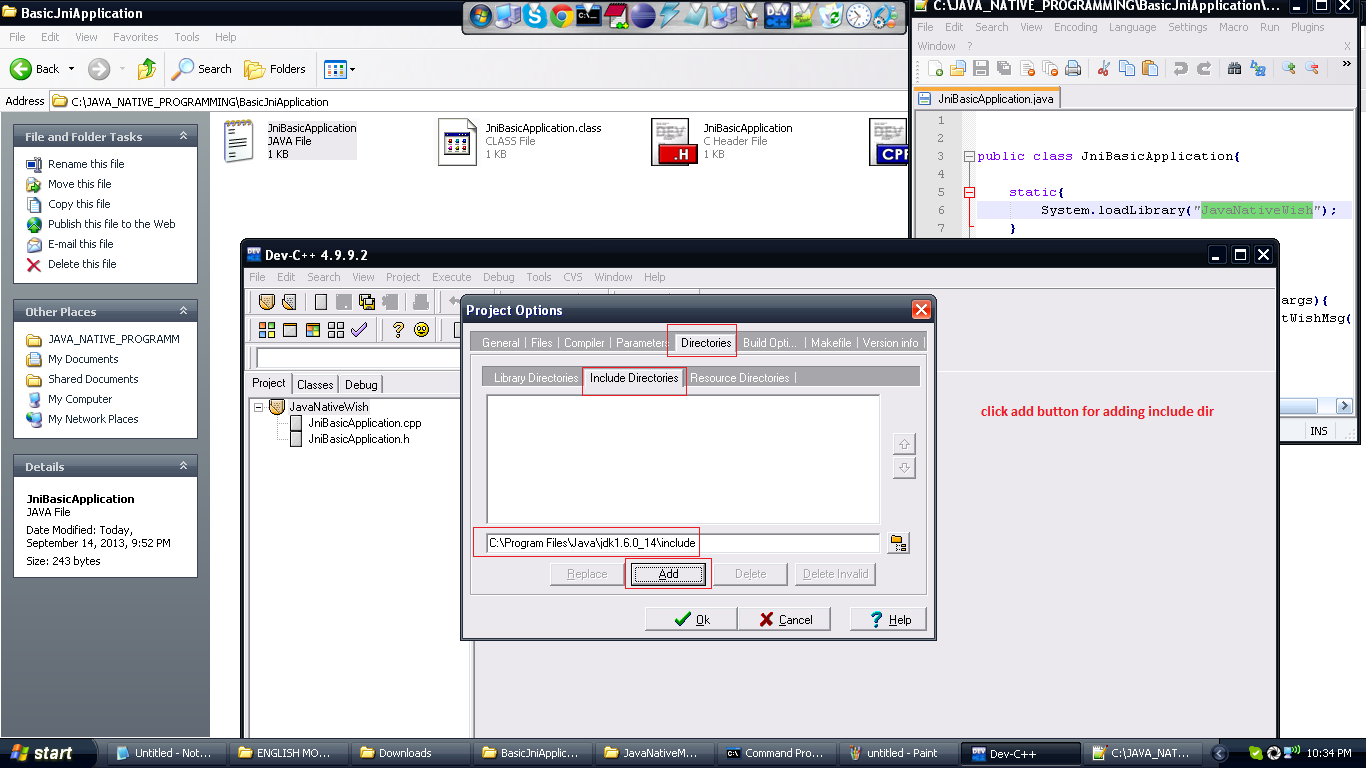 BasicJniApplication
File Edit View Favorites Tools Help
Back Search Folders
Address C:\JAVA_NATIVE_PROGRAMMING\BasicJniApplication
File and Folder Tasks
Rename this file
Move this file
Copy this file
Publish this file to the Web
E-mail this file
Delete this file
Other Places
JAVA_NATIVE_PROGRAMM
My Documents
Shared Documents
My Computer
My Network Places
Details
JniBasicApplication
JAVA File
Date Modified: Today,
September 14, 2013, 9:52 PM
Size: 243 bytes
JniBasicApplication
JAVA File
1 KB
JniBasicApplication.class
CLASS File
1 KB
DEV
.H
JniBasicApplication
C Header File
1 KB
DEV
CPP
C:\JAVA_NATIVE_PROGRAMMING\BasicJniApplication\...
File Edit Search View Encoding Language Settings Macro Run Plugins
Window ? X
JniBasicApplication.java
1
2
3 public class JniBasicApplication{
4
5 static{
6 System.loadLibrary("JavaNativeWish");
7 }
args){
tWishMsg(
INS
Dev-C++ 4.9.9.2
File Edit Search View Project Execute Debug Tools CVS Window Help
Project Classes Debug
JavaNativeWish
JniBasicApplication.cpp
JniBasicApplication.h
Project Options
General Files Compiler Parameters Directories Build Opti... Makefile Version info
Library Directories Include Directories Resource Directories
C:\Program Files\Java\jdk1.6.0_14\include
Replace Add Delete Delete Invalid
Ok Cancel Help
click add button for adding include dir
start Untitled - Not... ENGLISH MO... Downloads BasicJniApplic... JavaNativeM... Command Pro... untitled - Paint Dev-C++ C:\JAVA_NAT... 10:34 PM